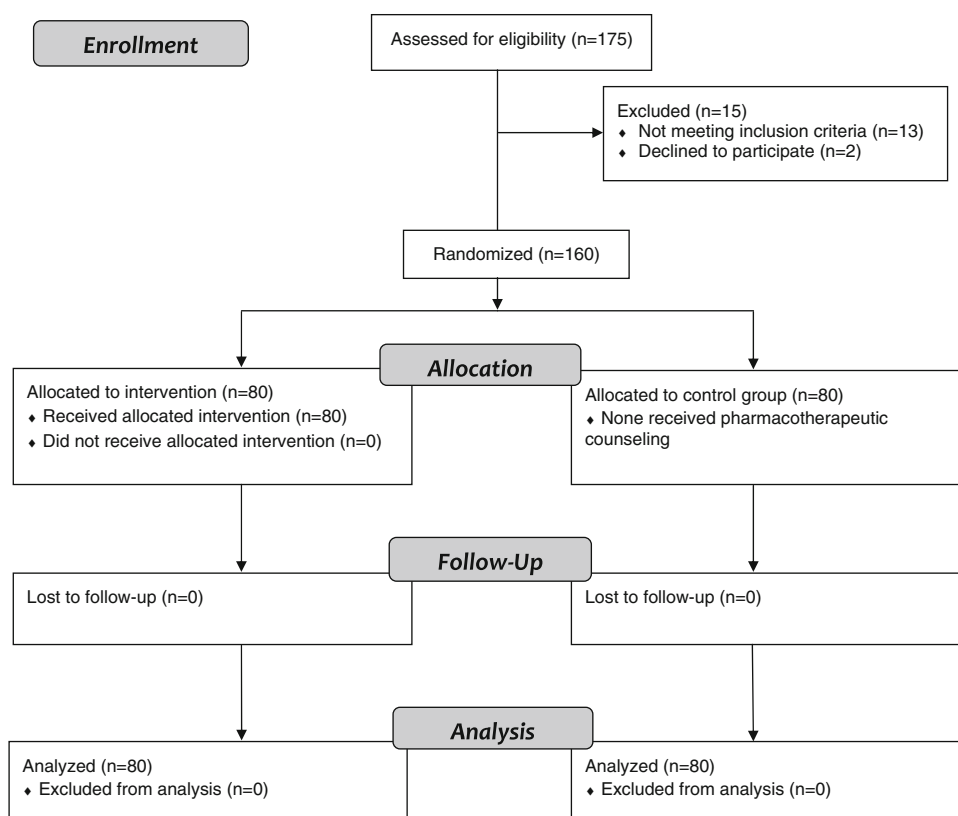 Enrollment
Assessed for eligibility (n=175)
Excluded (n=15)
♦ Not meeting inclusion criteria (n=13)
♦ Declined to participate (n=2)
Randomized (n=160)
Allocation
Allocated to intervention (n=80)
♦ Received allocated intervention (n=80)
♦ Did not receive allocated intervention (n=0)
Allocated to control group (n=80)
♦ None received pharmacotherapeutic
counseling
Follow-Up
Lost to follow-up (n=0)
Lost to follow-up (n=0)
Analysis
Analyzed (n=80)
♦ Excluded from analysis (n=0)
Analyzed (n=80)
♦ Excluded from analysis (n=0)